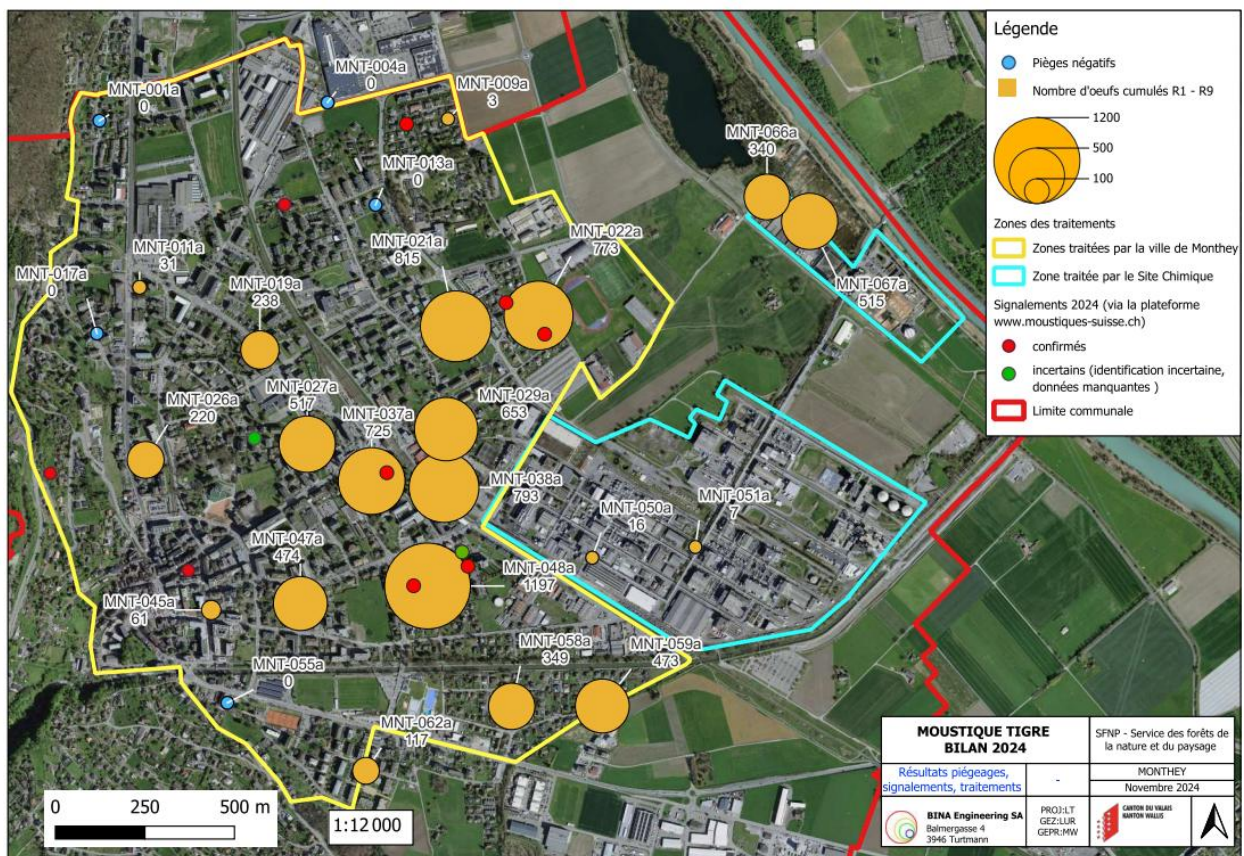 MNT-001a
0
MNT-004a
0
MNT-009a
3
MNT-013a
0
MNT-066a
340
MNT-022a
773
MNT-021a
815
MNT-011a
31
MNT-017a
0
MNT-019a
238
MNT-067a
515
MNT-027a
517
MNT-029a
653
MNT-026a
220
MNT-037a
725
MNT-038a
793
MNT-050a
16
MNT-051a
7
MNT-047a
474
MNT-048a
1197
MNT-045a
61
MNT-058a
349
MNT-059a
473
MNT-055a
0
MNT-062a
117
0 250 500 m
1:12 000
Légende
Pièges négatifs
Nombre d'oeufs cumulés R1 - R9
1200
500
100
Zones des traitements
Zones traitées par la ville de Monthey
Zone traitée par le Site Chimique
Signalements 2024 (via la plateforme
www.moustiques-suisse.ch)
confirmés
incertains (identification incertaine,
données manquantes )
Limite communale
MOUSTIQUE TIGRE
BILAN 2024
SFNP - Service des forêts de
la nature et du paysage
Résultats piégeages,
signalements, traitements
-
MONTHEY
Novembre 2024
BINA Engineering SA
Balmergasse 4
3946 Turtmann
PROJ:LT
GEZ:LUR
GEPR:MW
CANTON DU VALAIS
KANTON WALLIS